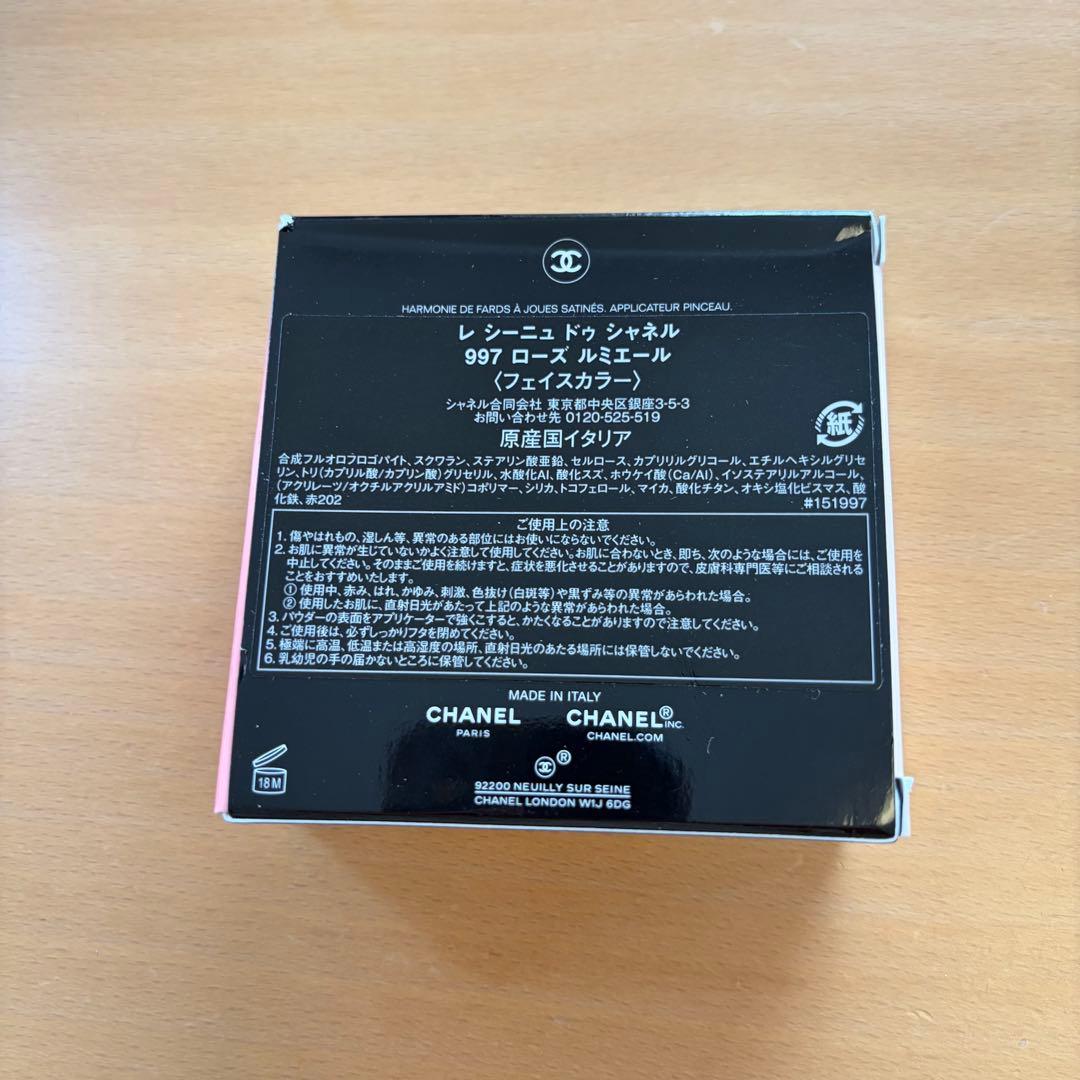 HARMONIE DE FARDS À JOUES SATINÉS. APPLICATEUR PINCEAU.
レ シーニュ ドゥ シャネル
997 ローズ ルミエール
〈フェイスカラー〉
シャネル合同会社 東京都中央区銀座3-5-3
お問い合わせ先 0120-525-519
原産国イタリア
紙
合成フルオロフロゴパイト、スクワラン、ステアリン酸亜鉛、セルロース、カプリリルグリコール、エチルヘキシルグリセ
リン、トリ(カプリル酸/カプリン酸)グリセリル、水酸化Al、酸化スズ、ホウケイ酸(Ca/Al)、イソステアリルアルコール、
(アクリレーツ/オクチルアクリルアミド)コポリマー、シリカ、トコフェロール、マイカ、酸化チタン、オキシ塩化ビスマス、酸
化鉄、赤202
#151997
ご使用上の注意
1. 傷やはれもの、湿しん等、異常のある部位にはお使いにならないでください。
2. お肌に異常が生じていないかよく注意して使用してください。お肌に合わないとき、即ち、次のような場合には、ご使用を
中止してください。そのままご使用を続けますと、症状を悪化させることがありますので、皮膚科専門医等にご相談される
ことをおすすめいたします。
① 使用中、赤み、はれ、かゆみ、刺激、色抜け(白斑等)や黒ずみ等の異常があらわれた場合。
② 使用したお肌に、直射日光があたって上記のような異常があらわれた場合。
3. パウダーの表面をアプリケーターで強くこすると、かたくなることがありますので注意してください。
4. ご使用後は、必ずしっかりフタを閉めてください。
5. 極端に高温、低温または高湿度の場所、直射日光のあたる場所には保管しないでください。
6. 乳幼児の手の届かないところに保管してください。
MADE IN ITALY
CHANEL CHANEL® INC.
PARIS CHANEL.COM
®
18 M
92200 NEUILLY SUR SEINE
CHANEL LONDON W1J 6DG